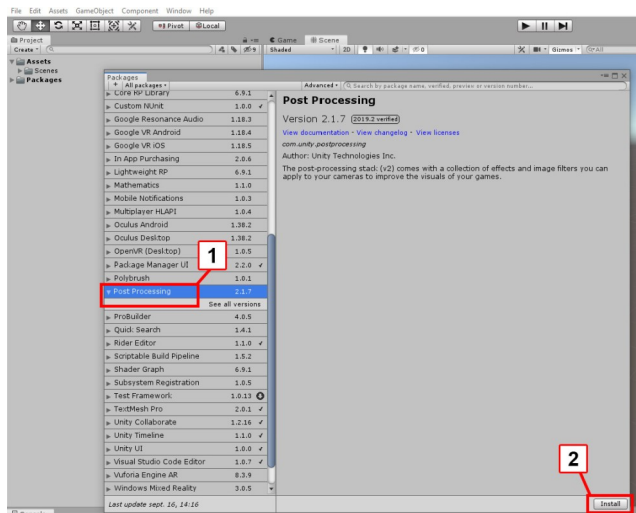 File Edit Assets GameObject Component Window Help
Pivot Local
Project
Create
Assets
Scenes
Packages
Game Scene
Shaded 2D 0 Gizmos All
Packages
+ All packages Advanced Search by package name, verified, preview or version number...
Core RP Library 6.9.1
Custom NUnit 1.0.0 ✓
Google Resonance Audio 1.18.3
Google VR Android 1.18.4
Google VR iOS 1.18.5
In App Purchasing 2.0.6
Lightweight RP 6.9.1
Mathematics 1.1.0
Mobile Notifications 1.0.3
Multiplayer HLAPI 1.0.4
Oculus Android 1.38.2
Oculus Desktop 1.38.2
OpenVR (Desktop) 1.0.5
Package Manager UI 2.2.0 ✓
Polybrush 1.0.1
Post Processing 2.1.7
See all versions
ProBuilder 4.0.5
Quick Search 1.4.1
Rider Editor 1.1.0 ✓
Scriptable Build Pipeline 1.5.2
Shader Graph 6.9.1
Subsystem Registration 1.0.5
Test Framework 1.0.13
TextMesh Pro 2.0.1 ✓
Unity Collaborate 1.2.16 ✓
Unity Timeline 1.1.0 ✓
Unity UI 1.0.0 ✓
Visual Studio Code Editor 1.0.7 ✓
Vuforia Engine AR 8.3.9
Windows Mixed Reality 3.0.5
Last update sept. 16, 14:16
1
Post Processing
Version 2.1.7 2019.2 verified
View documentation • View changelog • View licenses
com.unity.postprocessing
Author: Unity Technologies Inc.
The post-processing stack (v2) comes with a collection of effects and image filters you can
apply to your cameras to improve the visuals of your games.
2
Install